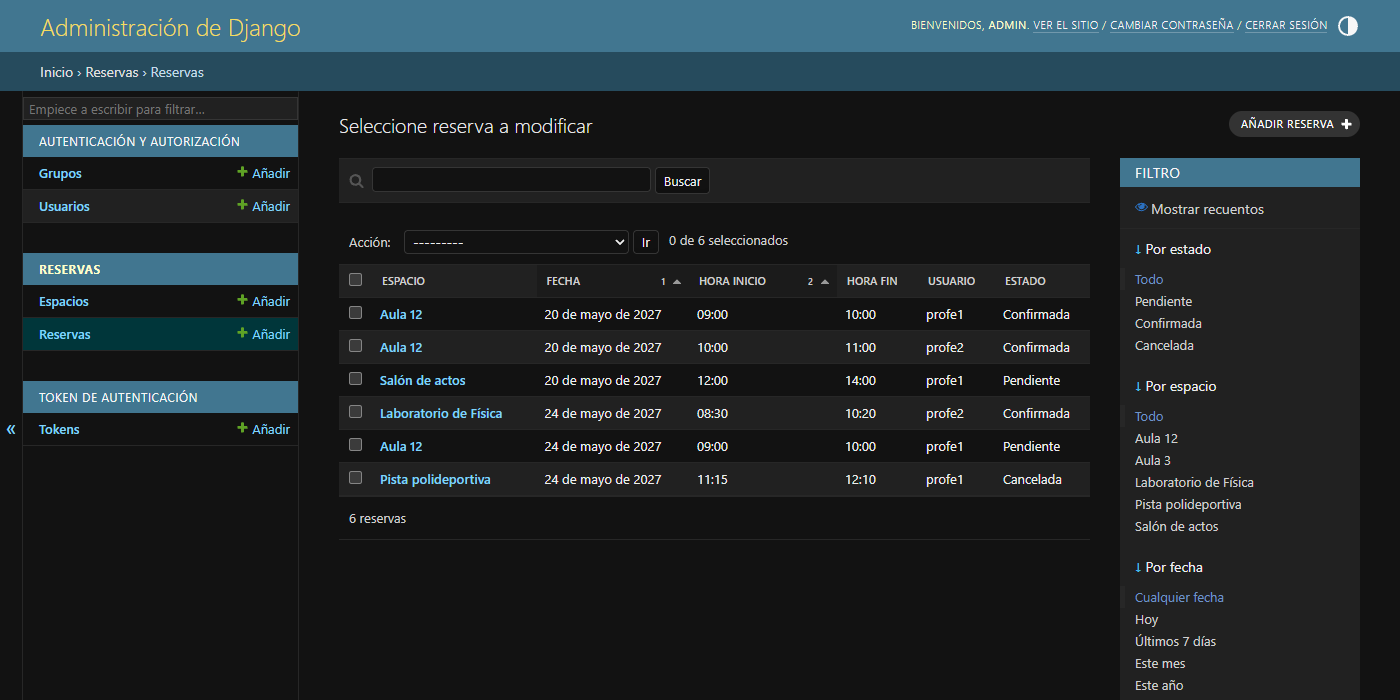 Administración de Django
BIENVENIDOS, ADMIN. VER EL SITIO / CAMBIAR CONTRASEÑA / CERRAR SESIÓN
Inicio › Reservas › Reservas
Empiece a escribir para filtrar...
AUTENTICACIÓN Y AUTORIZACIÓN
Grupos Añadir
Usuarios Añadir
RESERVAS
Espacios Añadir
Reservas Añadir
TOKEN DE AUTENTICACIÓN
Tokens Añadir
«
Seleccione reserva a modificar
AÑADIR RESERVA
Buscar
Acción: --------- Ir 0 de 6 seleccionados
ESPACIO FECHA 1 HORA INICIO 2 HORA FIN USUARIO ESTADO
Aula 12 20 de mayo de 2027 09:00 10:00 profe1 Confirmada
Aula 12 20 de mayo de 2027 10:00 11:00 profe2 Confirmada
Salón de actos 20 de mayo de 2027 12:00 14:00 profe1 Pendiente
Laboratorio de Física 24 de mayo de 2027 08:30 10:20 profe2 Confirmada
Aula 12 24 de mayo de 2027 09:00 10:00 profe1 Pendiente
Pista polideportiva 24 de mayo de 2027 11:15 12:10 profe1 Cancelada
6 reservas
FILTRO
Mostrar recuentos
↓ Por estado
Todo
Pendiente
Confirmada
Cancelada
↓ Por espacio
Todo
Aula 12
Aula 3
Laboratorio de Física
Pista polideportiva
Salón de actos
↓ Por fecha
Cualquier fecha
Hoy
Últimos 7 días
Este mes
Este año